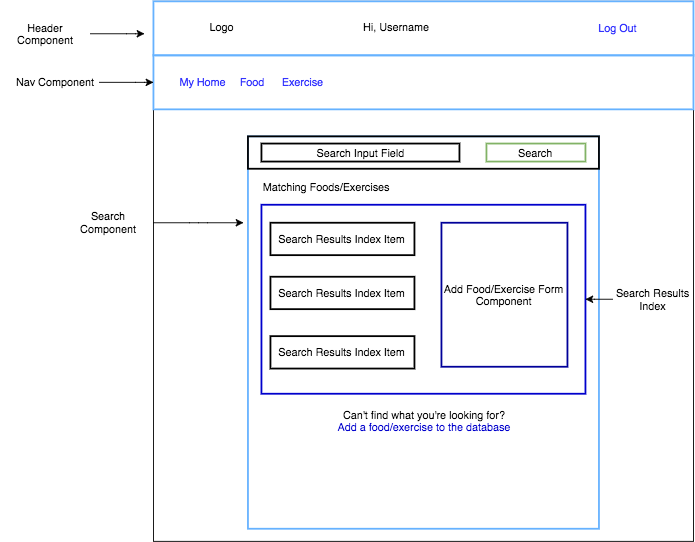 Header
Component
Logo
Hi, Username
Log Out
Nav Component
My Home
Food
Exercise
Search Input Field
Search
Matching Foods/Exercises
Search
Component
Search Results Index Item
Search Results Index Item
Search Results Index Item
Add Food/Exercise Form
Component
Search Results
Index
Can't find what you're looking for?
Add a food/exercise to the database